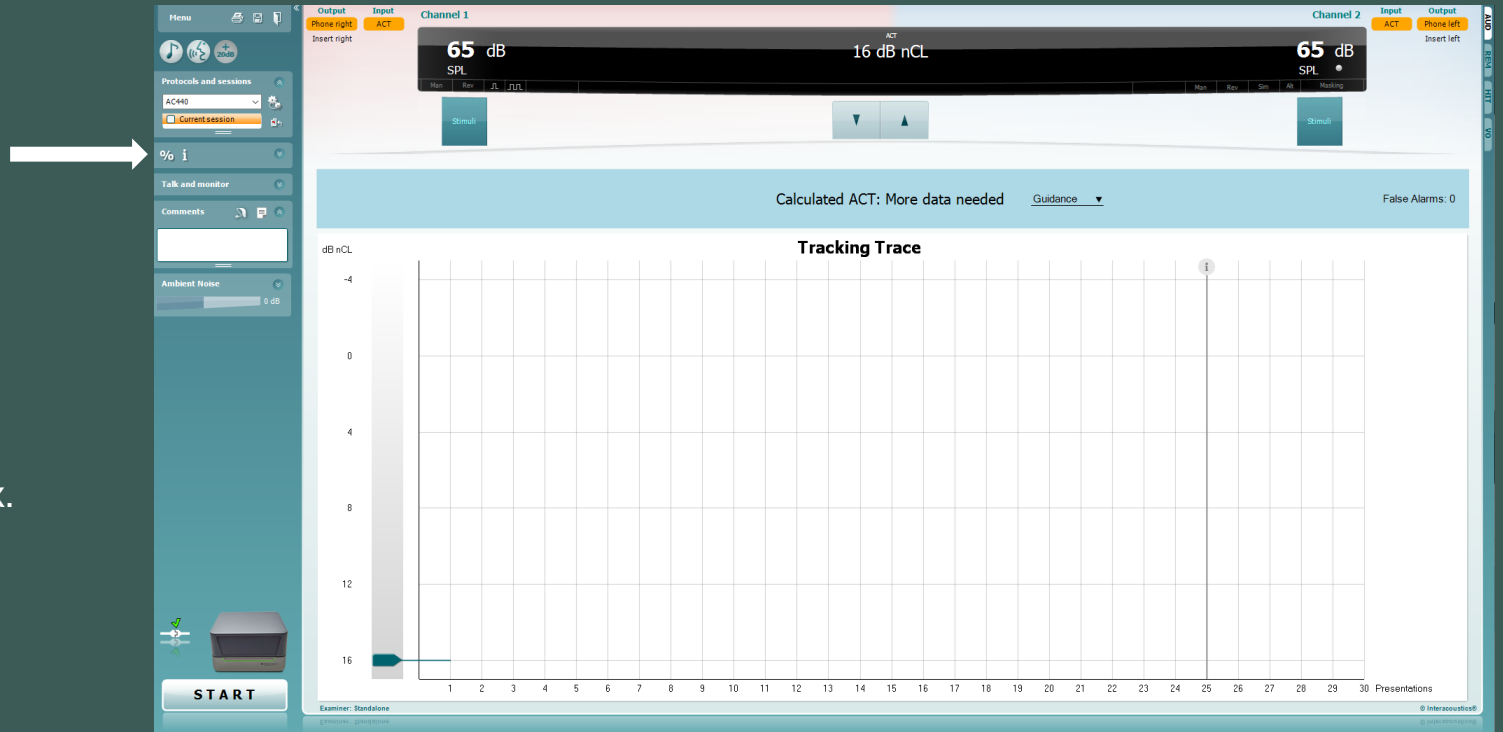 Menu
+
20dB
Protocols and sessions
AC440
Current session
% i
Talk and monitor
Comments
Ambient Noise
0 dB
START
x.
Output Input Channel 1
Phone right ACT
Insert right
65 dB
SPL
Man Rev
ACT
16 dB nCL
Channel 2 Input Output
ACT Phone left
Insert left
65 dB
SPL
Man Rev Sim Alt Masking
Stimuli
▼ ▲
Stimuli
AUD
REM
HIT
VO
Calculated ACT: More data needed Guidance ▼ False Alarms: 0
Tracking Trace
dB nCL
i
-4
0
4
8
12
16
1 2 3 4 5 6 7 8 9 10 11 12 13 14 15 16 17 18 19 20 21 22 23 24 25 26 27 28 29 30 Presentations
Examiner: Standalone © Interacoustics®